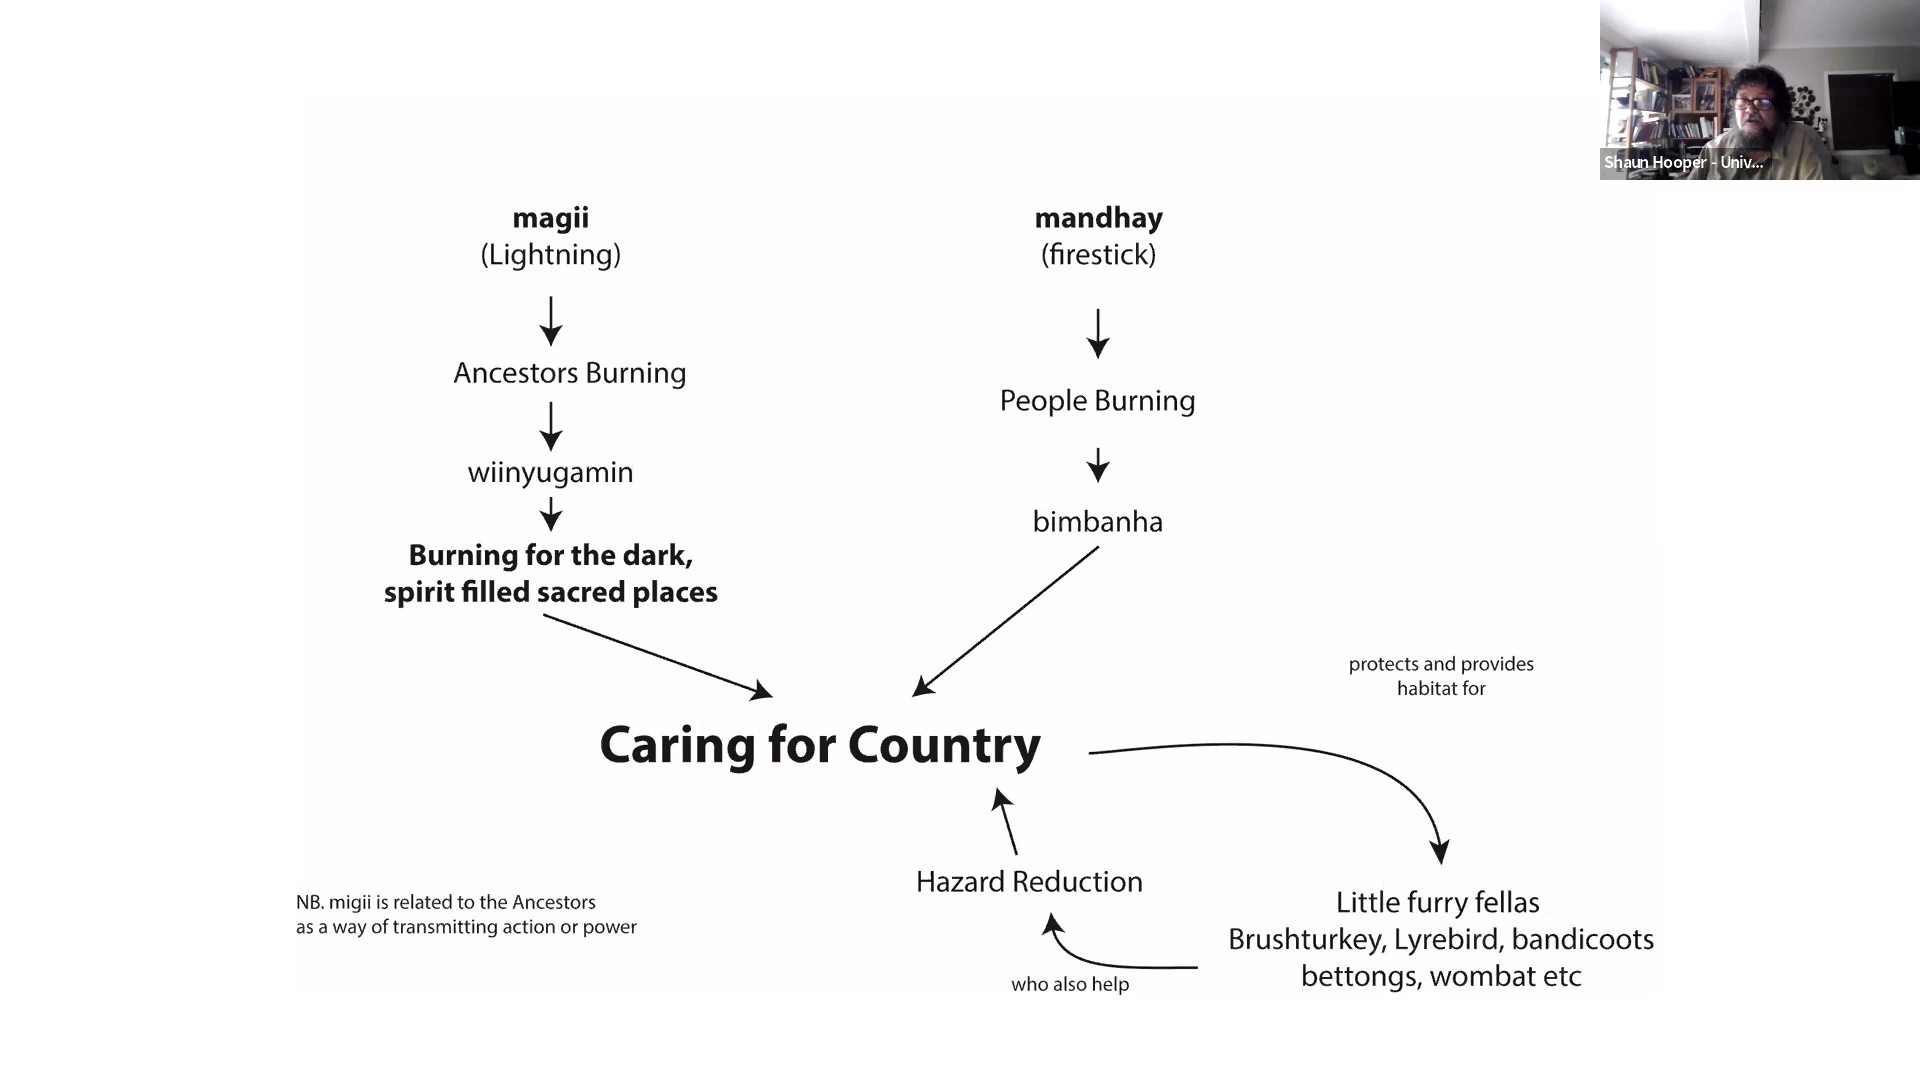 Shaun Hooper - Univ...
magii
(Lightning)
Ancestors Burning
wiinyugamin
Burning for the dark,
spirit filled sacred places
mandhay
(firestick)
People Burning
bimbanha
Caring for Country
protects and provides
habitat for
Little furry fellas
Brushturkey, Lyrebird, bandicoots
bettongs, wombat etc
who also help
Hazard Reduction
NB. migii is related to the Ancestors
as a way of transmitting action or power